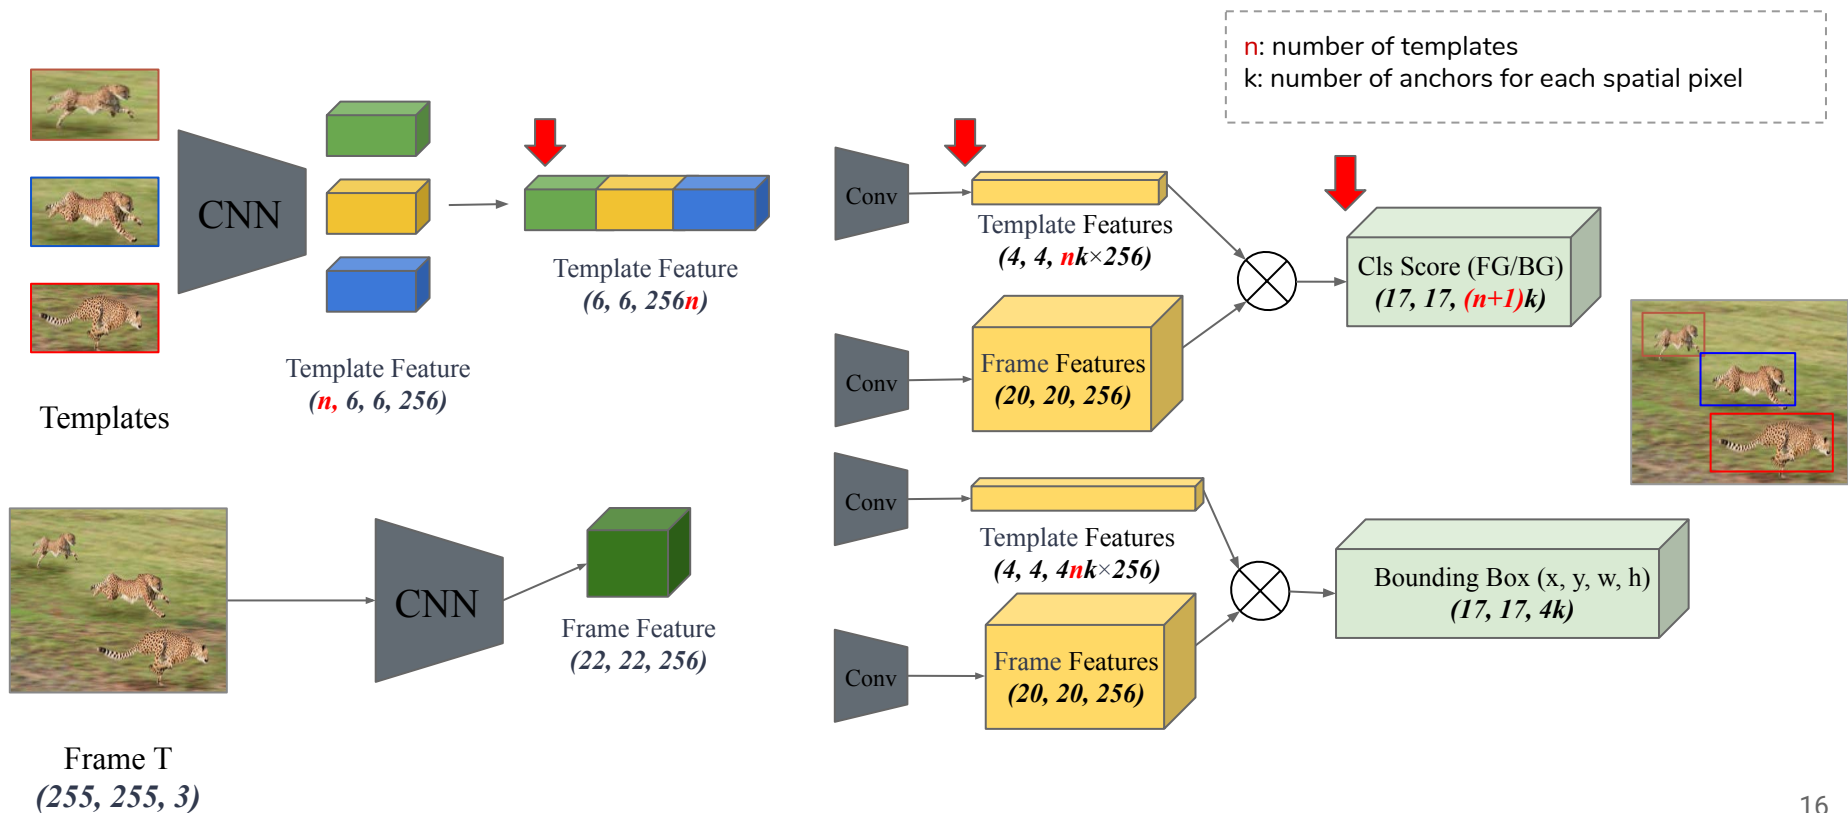 n: number of templates
k: number of anchors for each spatial pixel
CNN
Template Feature
(6, 6, 256n)
Template Feature
(n, 6, 6, 256)
Templates
Conv
Template Features
(4, 4, nk×256)
Conv
Frame Features
(20, 20, 256)
Cls Score (FG/BG)
(17, 17, (n+1)k)
CNN
Frame Feature
(22, 22, 256)
Frame T
(255, 255, 3)
Conv
Template Features
(4, 4, 4nk×256)
Conv
Frame Features
(20, 20, 256)
Bounding Box (x, y, w, h)
(17, 17, 4k)
16